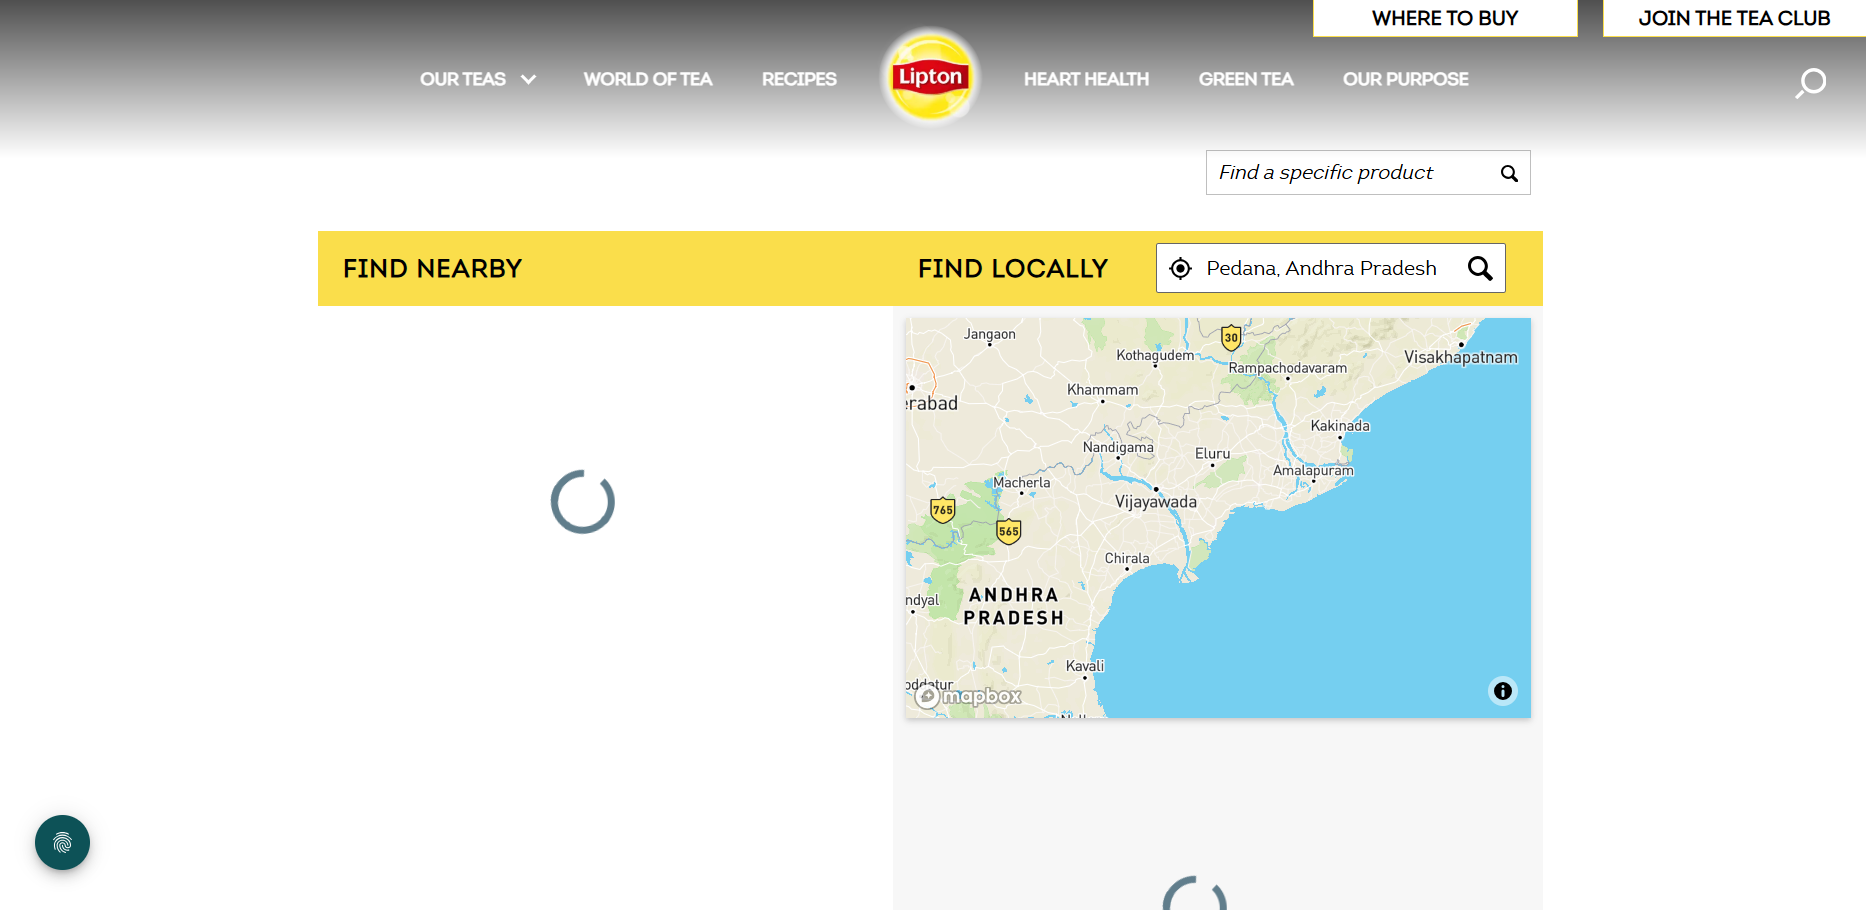 WHERE TO BUY
JOIN THE TEA CLUB
OUR TEAS
WORLD OF TEA
RECIPES
Lipton
HEART HEALTH
GREEN TEA
OUR PURPOSE
Find a specific product
FIND NEARBY
FIND LOCALLY
Pedana, Andhra Pradesh
Jangaon
30
Visakhapatnam
Kothagudem
Rampachodavaram
Khammam
erabad
Kakinada
Nandigama
Eluru
Amalapuram
Macherla
Vijayawada
765
565
Chirala
ANDHRA
PRADESH
ndyal
Kavali
oddatur
mapbox